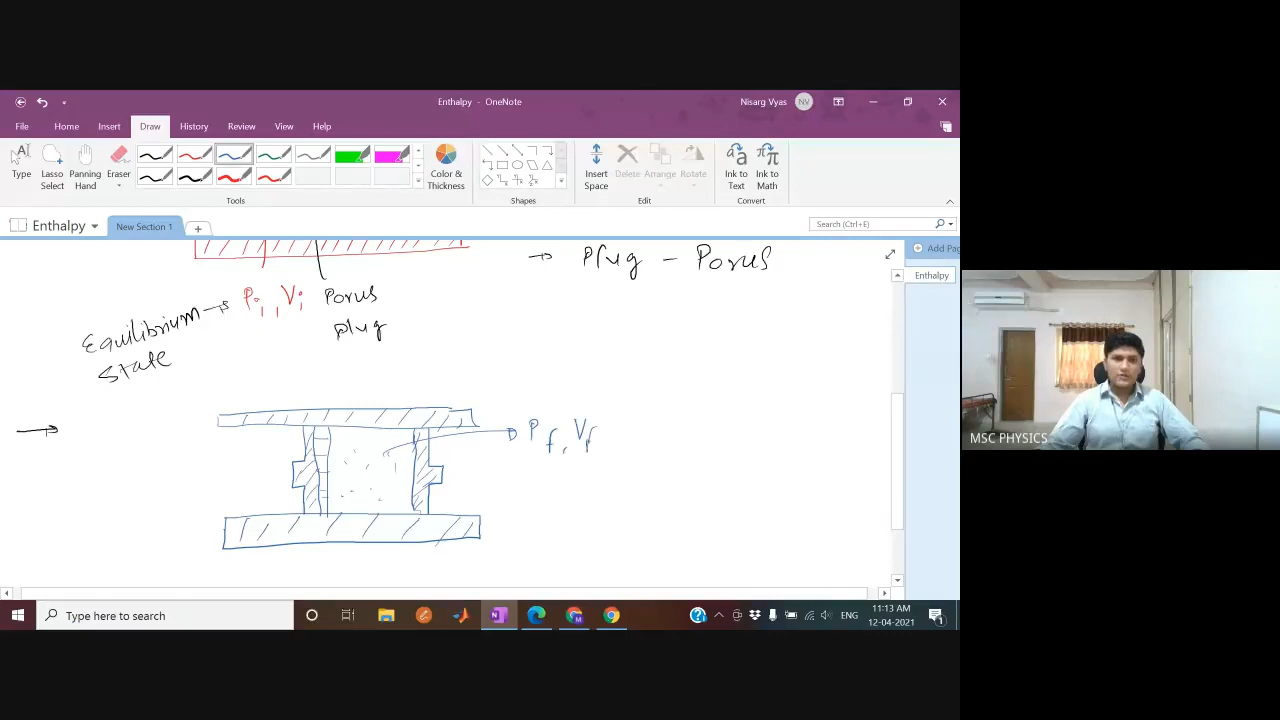 Enthalpy - OneNote
Nisarg Vyas NV
File Home Insert Draw History Review View Help
Type Lasso Select Panning Hand Eraser Color & Thickness Insert Space Delete Arrange Rotate Ink to Text Ink to Math
Tools Shapes Edit Convert
Enthalpy New Section 1 + Search (Ctrl+E)
Add Pag
Enthalpy
→ Plug - Porus
Equilibrium state → Pi, Vi
Porus
plug
→
Pf, Vf
MSC PHYSICS
Type here to search
ENG
11:13 AM
12-04-2021
1